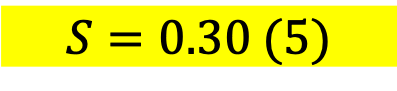 S = 0.30 (5)